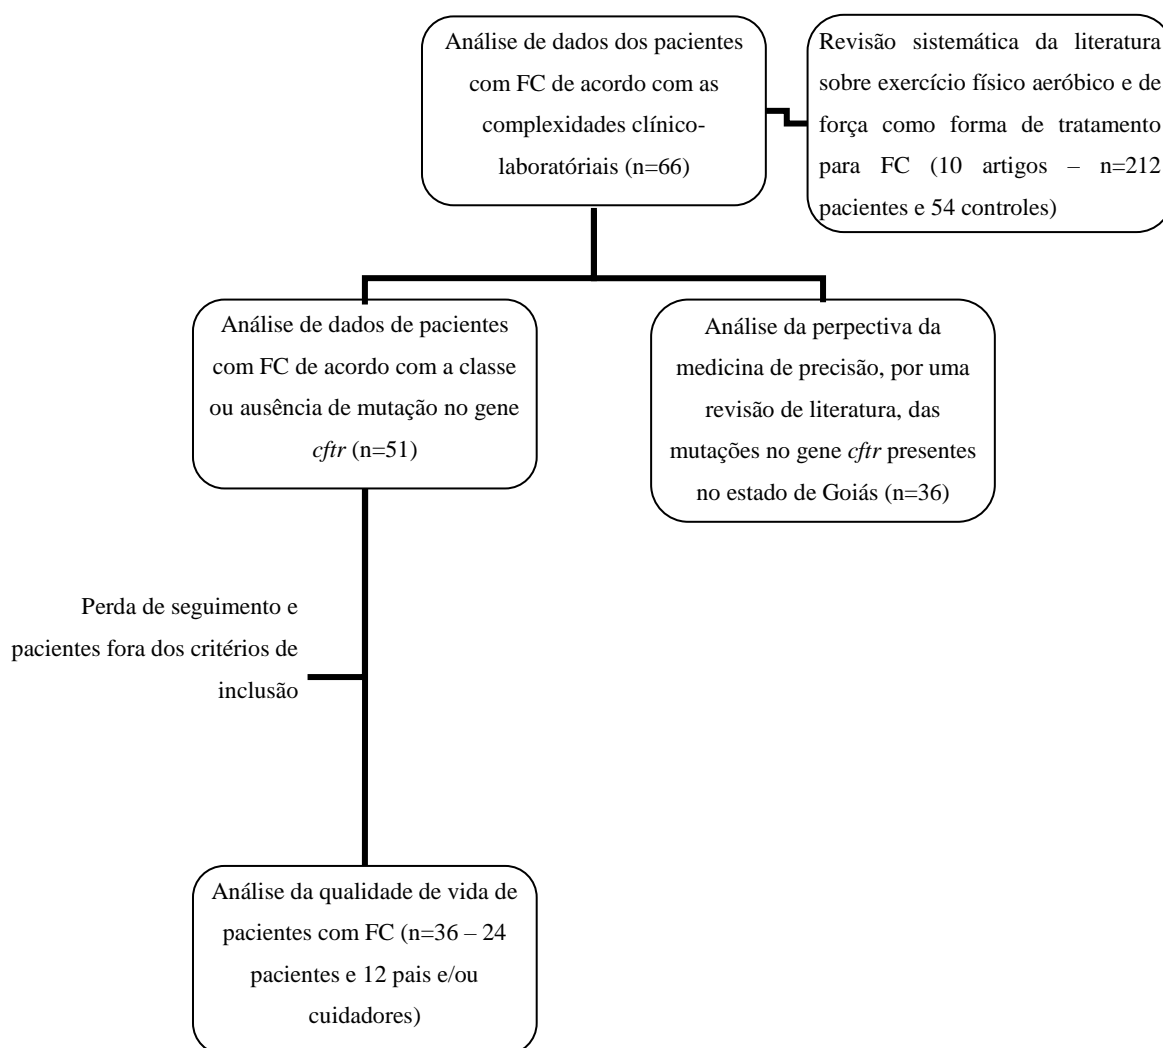 Análise de dados dos pacientes
com FC de acordo com as
complexidades clínico-
laboratóriais (n=66)
Revisão sistemática da literatura
sobre exercício físico aeróbico e de
força como forma de tratamento
para FC (10 artigos – n=212
pacientes e 54 controles)
Análise de dados de pacientes
com FC de acordo com a classe
ou ausência de mutação no gene
cftr (n=51)
Análise da perpectiva da
medicina de precisão, por uma
revisão de literatura, das
mutações no gene cftr presentes
no estado de Goiás (n=36)
Perda de seguimento e
pacientes fora dos critérios de
inclusão
Análise da qualidade de vida de
pacientes com FC (n=36 – 24
pacientes e 12 pais e/ou
cuidadores)